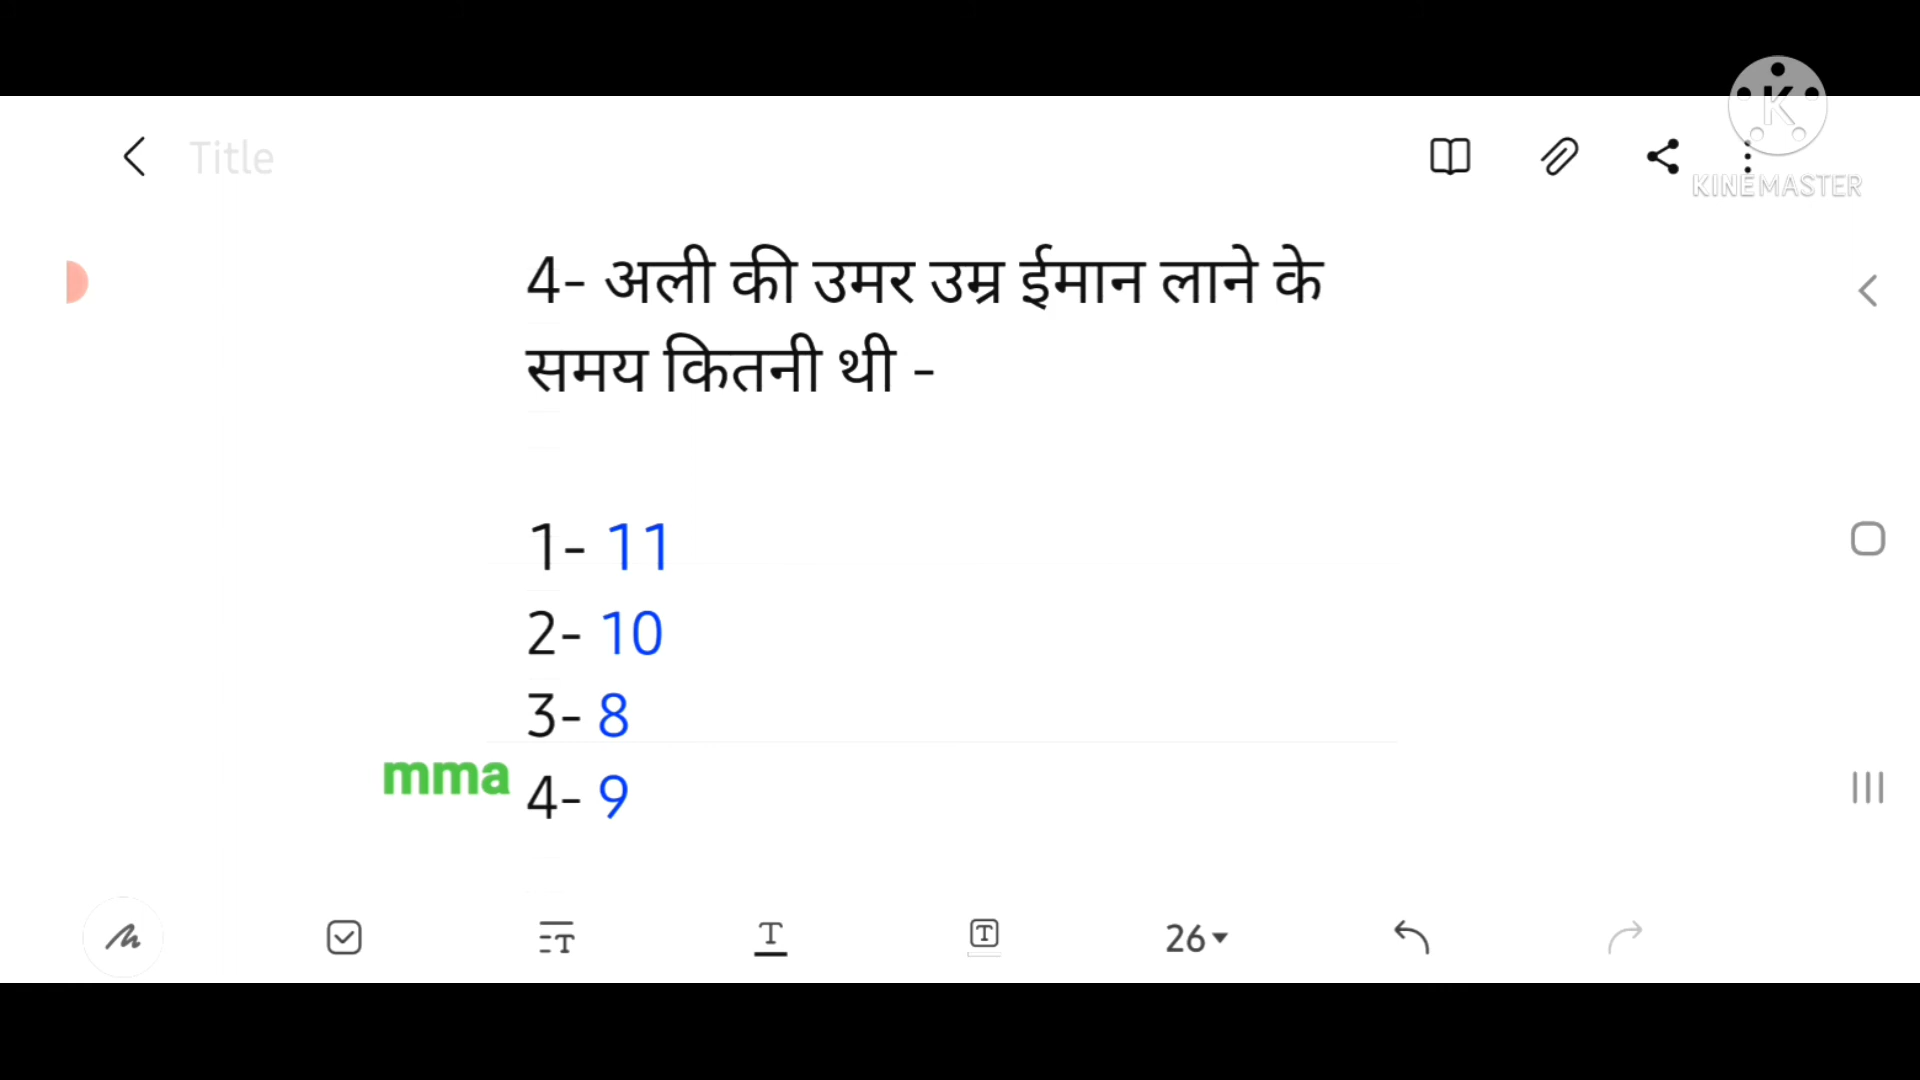 Title
KINEMASTER
4- अली की उमर उम्र ईमान लाने के
समय कितनी थी -
1- 11
2- 10
3- 8
mma
4- 9
26